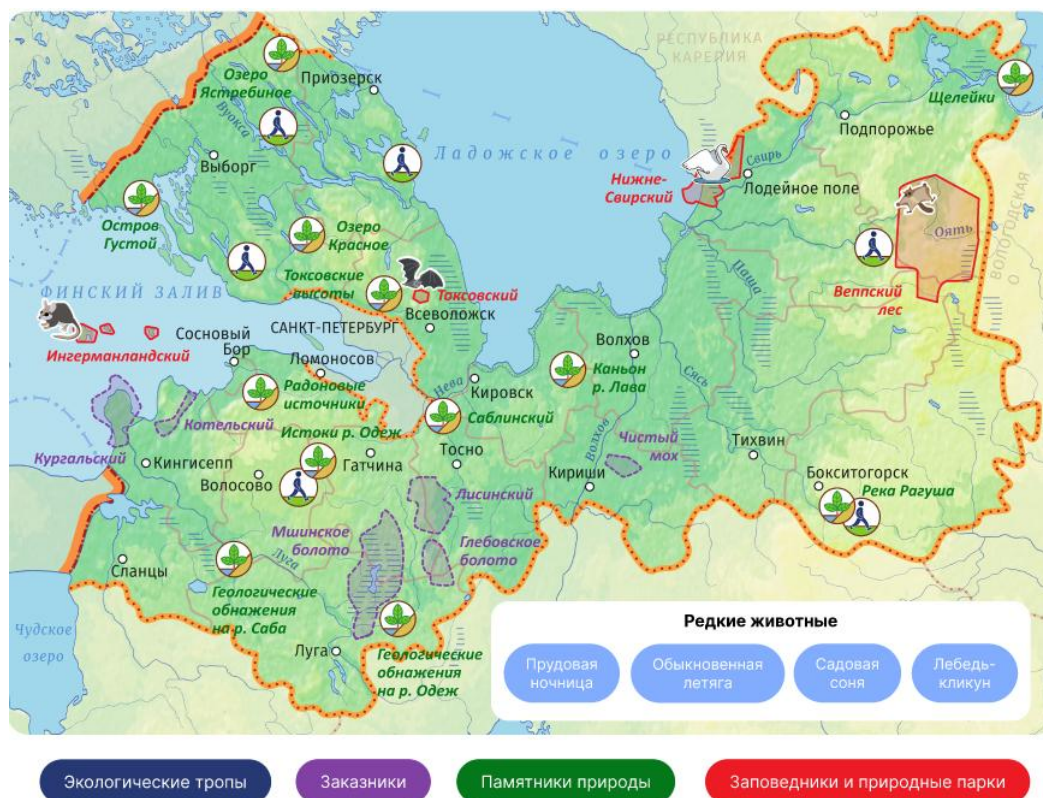 РЕСПУБЛИКА
КАРЕЛИЯ
Озеро
Ястребиное
Приозерск
Вуокса
Щелейки
Подпорожье
Выборг
Ладожское озеро
Свирь
Нижне-
Свирский
Лодейное поле
Остров
Густой
Озеро
Красное
Оять
ВОЛОГОДСКАЯ
О
Токсовские
высоты
Паша
ФИНСКИЙ ЗАЛИВ
Токсовский
Веппский
лес
Всеволожск
Сосновый
Бор
САНКТ-ПЕТЕРБУРГ
Ингерманландский
Ломоносов
Волхов
Каньон
р. Лава
Нева
Кировск
Сясь
Радоновые
источники
Котельский
Саблинский
Истоки р. Одеж
Волхов
Чистый
мох
Тихвин
Кургальский
Кингисепп
Гатчина
Тосно
Волосово
Кириши
Бокситогорск
Река Рагуша
Лисинский
Мшинское
болото
Глебовское
болото
Луга
Сланцы
Геологические
обнажения
на р. Саба
Чудское
озеро
Луга
Геологические
обнажения
на р. Одеж
Редкие животные
Прудовая
ночница
Обыкновенная
летяга
Садовая
соня
Лебедь-
кликун
Экологические тропы
Заказники
Памятники природы
Заповедники и природные парки